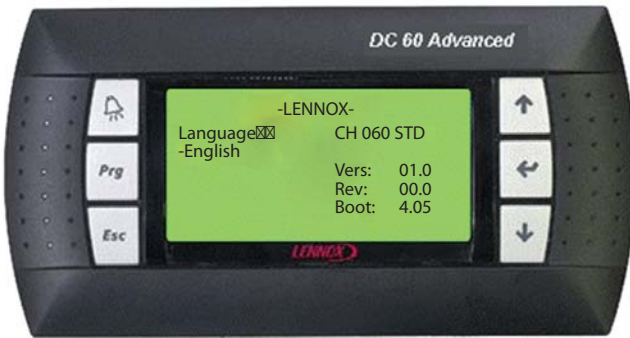 DC 60 Advanced
-LENNOX-
Language CH 060 STD
-English
Vers: 01.0
Rev: 00.0
Boot: 4.05
Prg
Esc
LENNOX